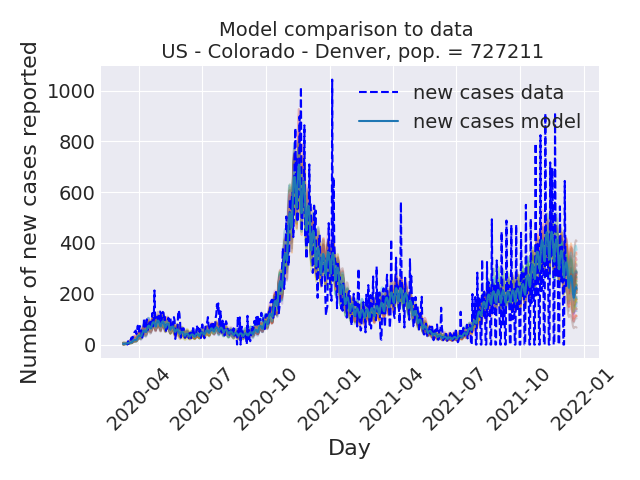 Model comparison to data
US - Colorado - Denver, pop. = 727211
Number of new cases reported
1000
800
600
400
200
0
new cases data
new cases model
2020-04
2020-07
2020-10
2021-01
2021-04
2021-07
2021-10
2022-01
Day